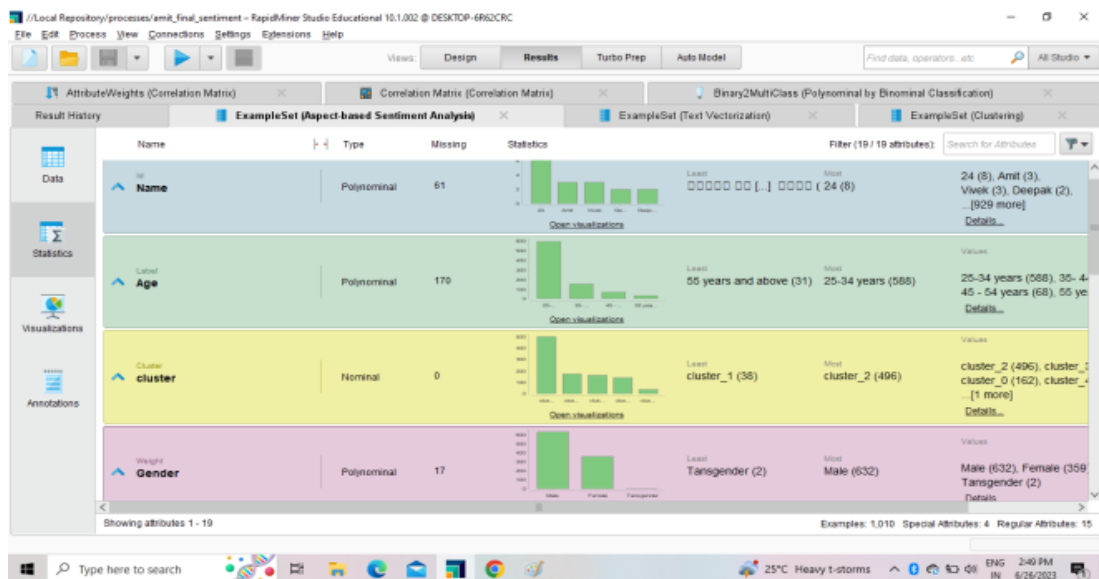 //Local Repository/processes/amit_final_sentiment – RapidMiner Studio Educational 10.1.002 @ DESKTOP-6R62CRC
File Edit Process View Connections Settings Extensions Help
Views: Design Results Turbo Prep Auto Model Find data, operators...etc All Studio
AttributeWeights (Correlation Matrix) Correlation Matrix (Correlation Matrix) Binary2MultiClass (Polynominal by Binominal Classification)
Result History ExampleSet (Aspect-based Sentiment Analysis) ExampleSet (Text Vectorization) ExampleSet (Clustering)
Name Type Missing Statistics Filter (19 / 19 attributes): Search for Attributes
Data
Statistics
Visualizations
Annotations
Id
Name Polynominal 61
Open visualizations
Least
[...] (
Most
24 (8)
24 (8), Amit (3),
Vivek (3), Deepak (2),
...[929 more]
Details...
Label
Age Polynominal 170
Open visualizations
Least
55 years and above (31)
Most
25-34 years (588)
Values
25-34 years (588), 35- 4
45 - 54 years (68), 55 ye
Details...
Cluster
cluster Nominal 0
Open visualizations
Least
cluster_1 (38)
Most
cluster_2 (496)
Values
cluster_2 (496),
cluster_0 (162),
...[1 more]
Details...
Weight
Gender Polynominal 17
Male Female Tansgender
Least
Tansgender (2)
Most
Male (632)
Values
Male (632), Female (359
Tansgender (2)
Details
Showing attributes 1 - 19
Examples: 1,010 Special Attributes: 4 Regular Attributes: 15
Type here to search
25°C Heavy t-storms
ENG
IN
2:49 PM
6/26/2023